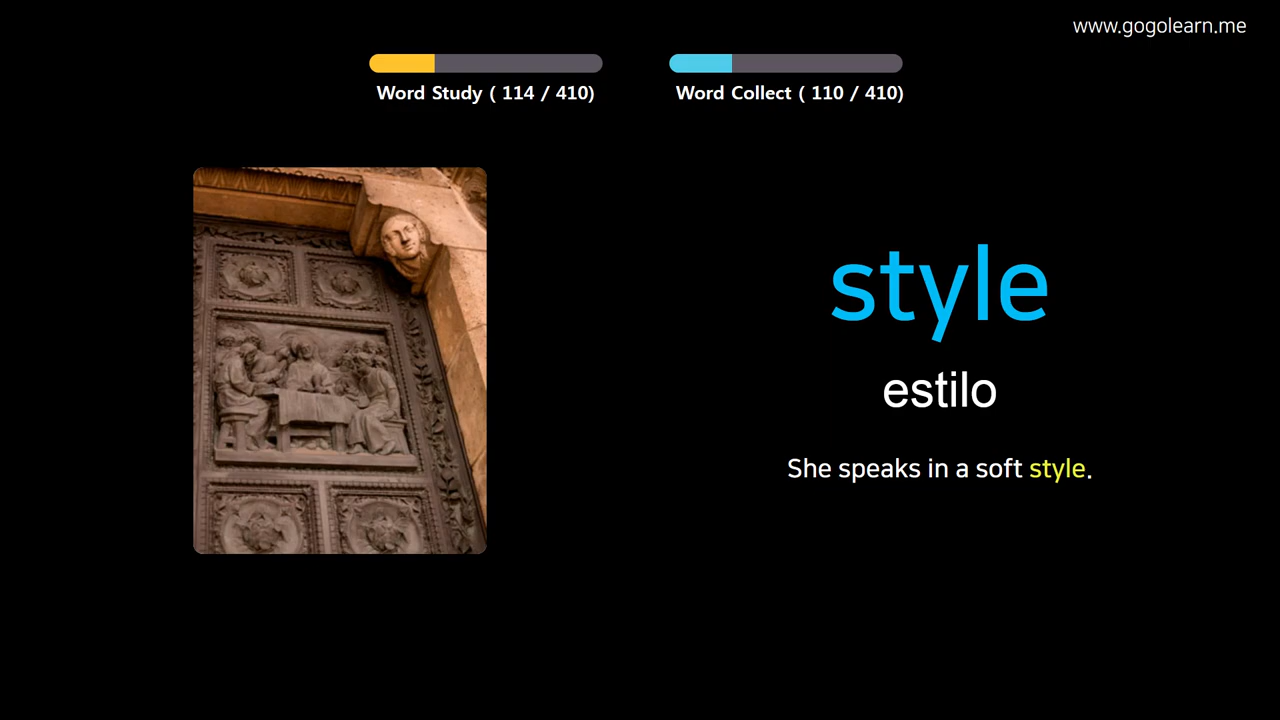 www.gogolearn.me
Word Study ( 114 / 410)
Word Collect ( 110 / 410)
style
estilo
She speaks in a soft style.